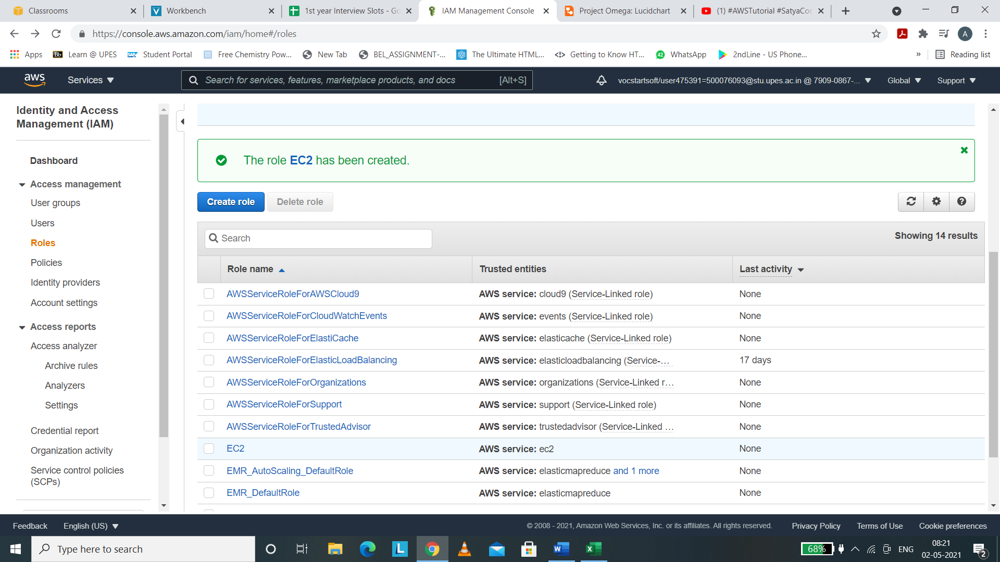 Classrooms
Workbench
1st year Interview Slots - Go
IAM Management Console
Project Omega: Lucidchart
(1) #AWSTutorial #SatyaCo
https://console.aws.amazon.com/iam/home#/roles
A
Apps
Bb Learn @ UPES
SAP Student Portal
Free Chemistry Pow...
New Tab
BEL_ASSIGNMENT-...
The Ultimate HTML...
</> Getting to Know HT...
42 WhatsApp
2ndLine - US Phone...
»
Reading list
aws
Services
Search for services, features, marketplace products, and docs [Alt+S]
vocstartsoft/user475391=500076093@stu.upes.ac.in @ 7909-0867-...
Global
Support
Identity and Access
Management (IAM)
Dashboard
Access management
User groups
Users
Roles
Policies
Identity providers
Account settings
Access reports
Access analyzer
Archive rules
Analyzers
Settings
Credential report
Organization activity
Service control policies
(SCPs)
The role EC2 has been created.
Create role
Delete role
Search
Showing 14 results
Role name Trusted entities Last activity
AWSServiceRoleForAWSCloud9 AWS service: cloud9 (Service-Linked role) None
AWSServiceRoleForCloudWatchEvents AWS service: events (Service-Linked role) None
AWSServiceRoleForElastiCache AWS service: elasticache (Service-Linked role) None
AWSServiceRoleForElasticLoadBalancing AWS service: elasticloadbalancing (Service-... 17 days
AWSServiceRoleForOrganizations AWS service: organizations (Service-Linked r... None
AWSServiceRoleForSupport AWS service: support (Service-Linked role) None
AWSServiceRoleForTrustedAdvisor AWS service: trustedadvisor (Service-Linked ... None
EC2 AWS service: ec2 None
EMR_AutoScaling_DefaultRole AWS service: elasticmapreduce and 1 more None
EMR_DefaultRole AWS service: elasticmapreduce None
Feedback
English (US)
© 2008 - 2021, Amazon Web Services, Inc. or its affiliates. All rights reserved.
Privacy Policy
Terms of Use
Cookie preferences
Type here to search
L
W
X
68%
ENG
08:21
02-05-2021
2